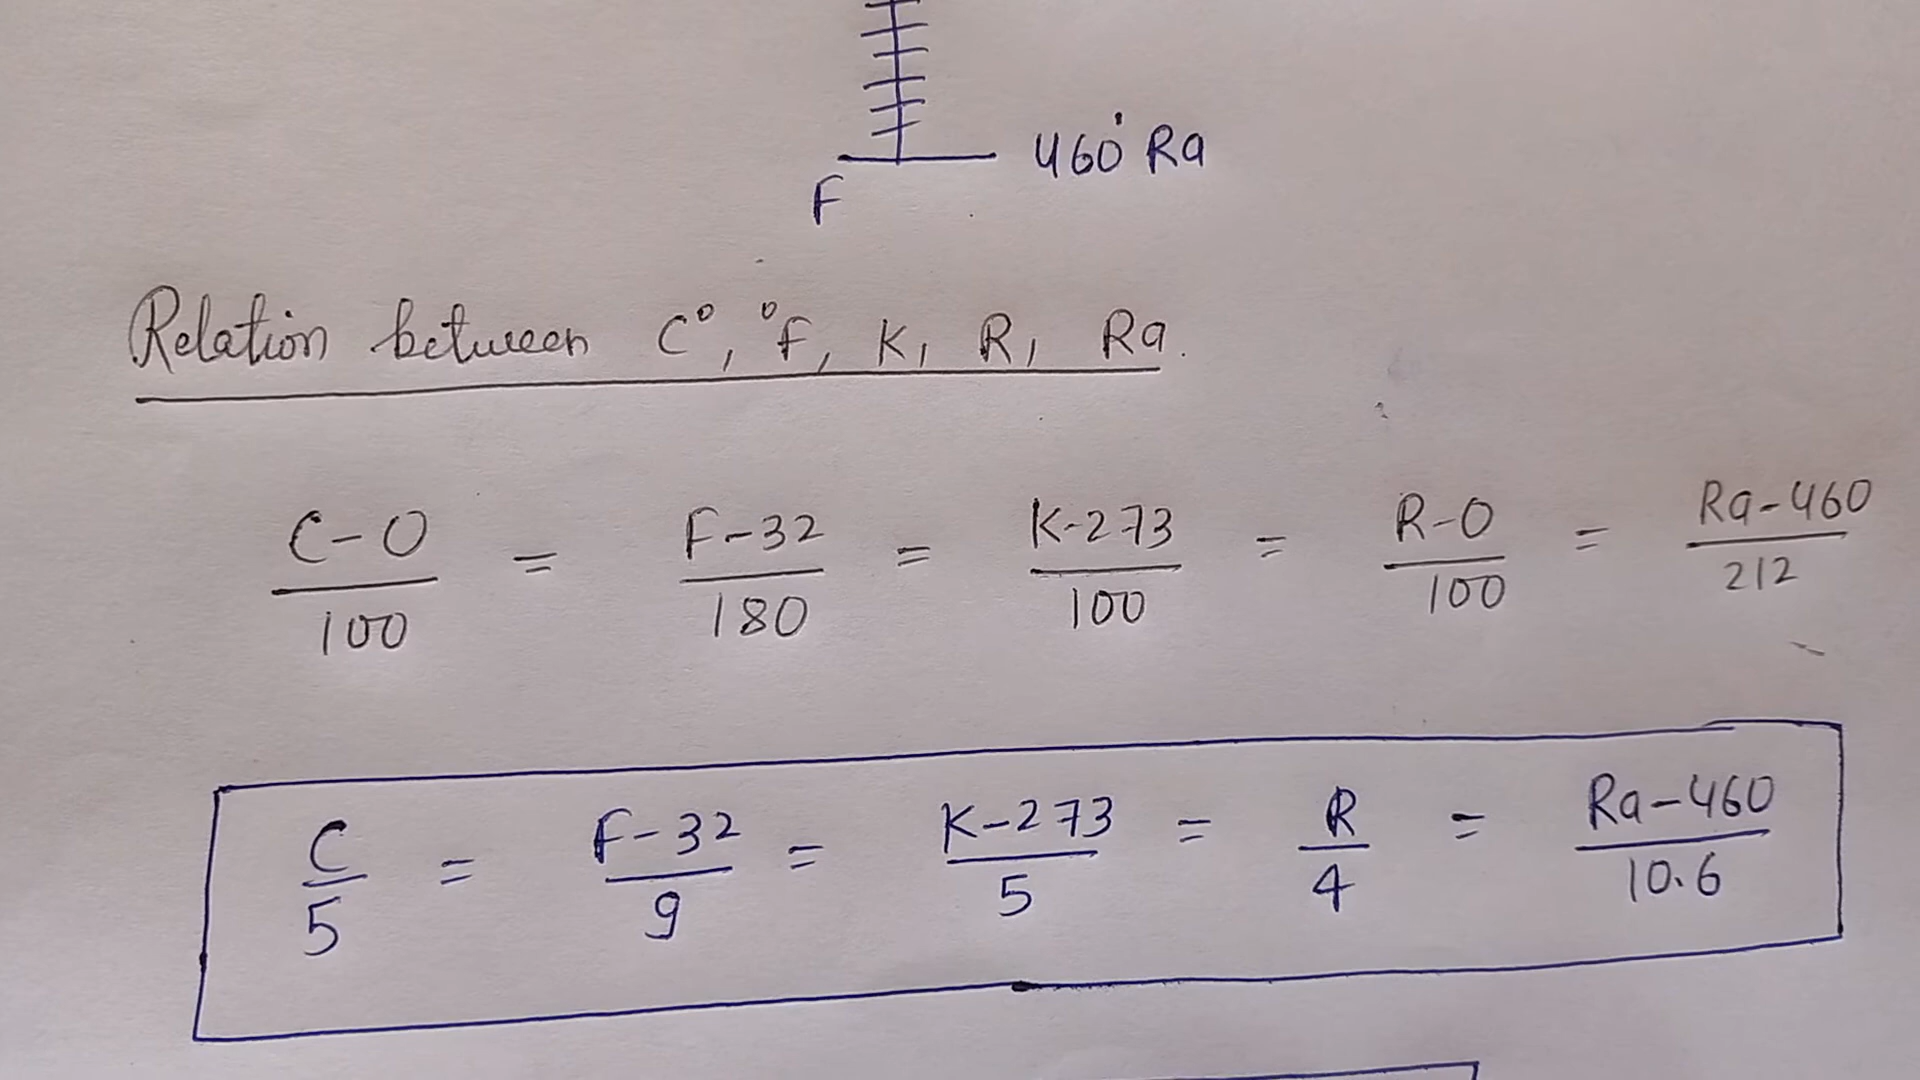 460° Ra
F
Relation between C°, °F, K, R, Ra.
C-0/100 = F-32/180 = K-273/100 = R-0/100 = Ra-460/212
C/5 = F-32/9 = K-273/5 = R/4 = Ra-460/10.6